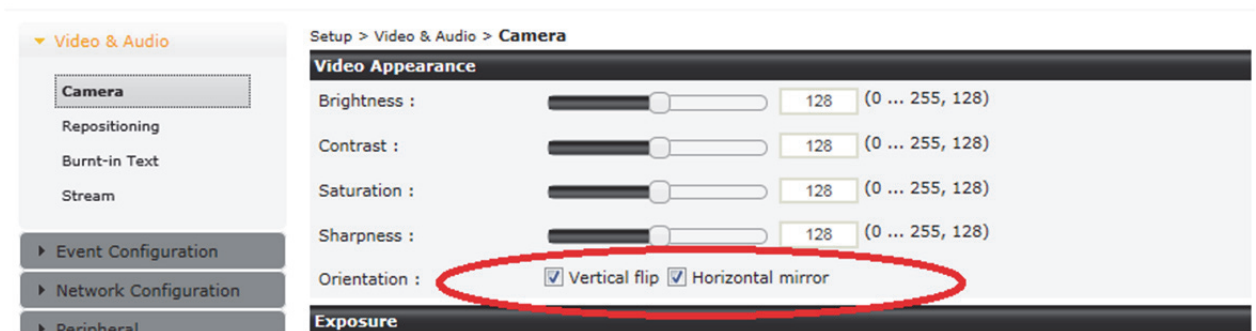 Video & Audio
Camera
Repositioning
Burnt-in Text
Stream
Event Configuration
Network Configuration
Peripheral
Setup > Video & Audio > Camera
Video Appearance
Brightness : 128 (0 ... 255, 128)
Contrast : 128 (0 ... 255, 128)
Saturation : 128 (0 ... 255, 128)
Sharpness : 128 (0 ... 255, 128)
Orientation : Vertical flip Horizontal mirror
Exposure